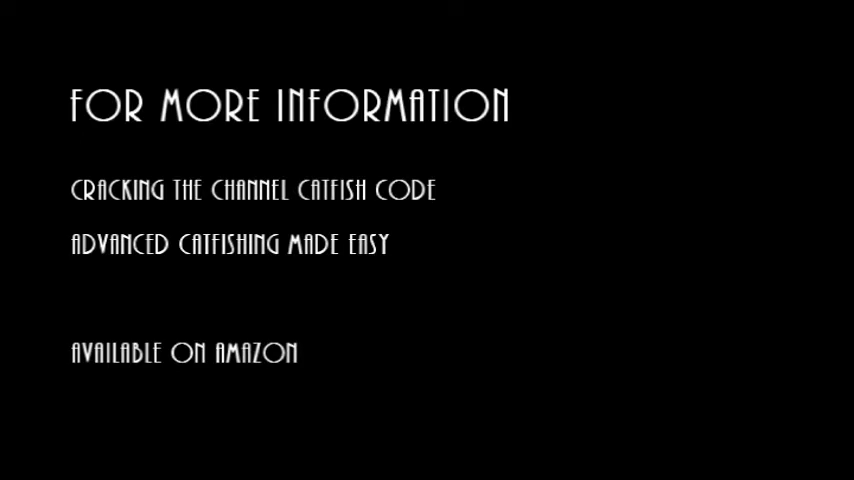 FOR MORE INFORMATION
CRACKING THE CHANNEL CATFISH CODE
ADVANCED CATFISHING MADE EASY
AVAILABLE ON AMAZON